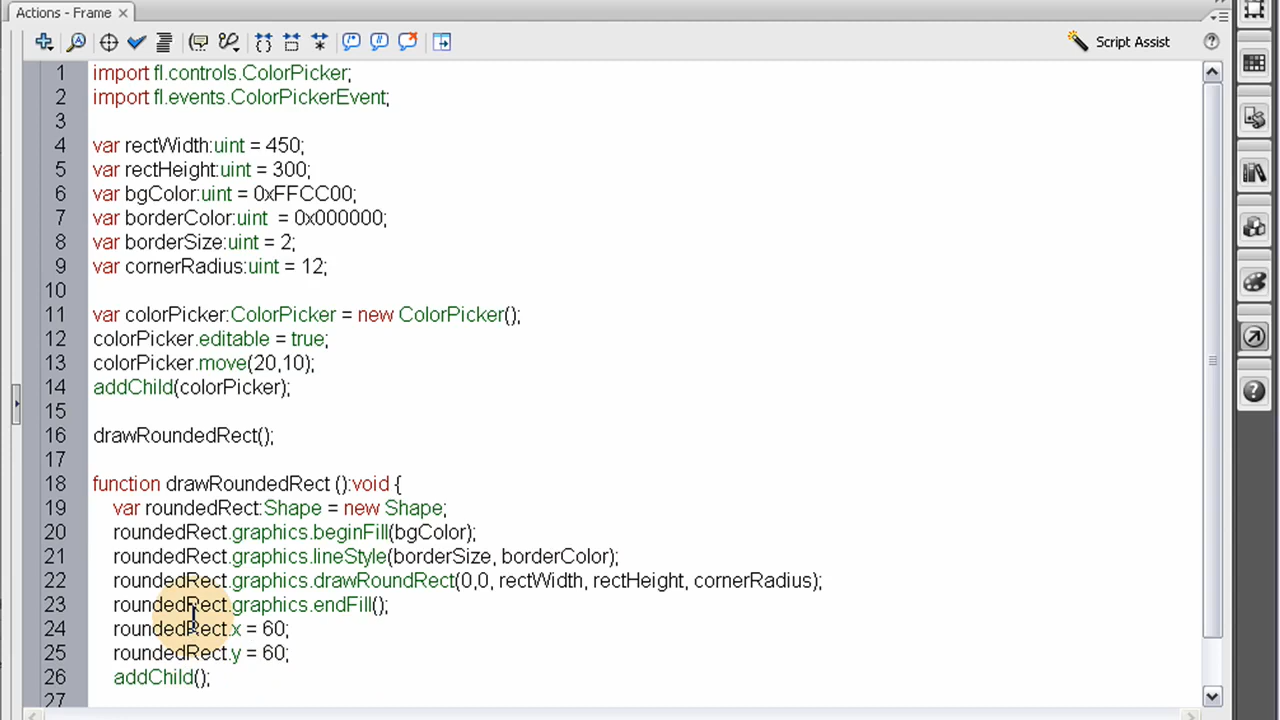 Actions - Frame
Script Assist
1 import fl.controls.ColorPicker;
2 import fl.events.ColorPickerEvent;
3
4 var rectWidth:uint = 450;
5 var rectHeight:uint = 300;
6 var bgColor:uint = 0xFFCC00;
7 var borderColor:uint  = 0x000000;
8 var borderSize:uint = 2;
9 var cornerRadius:uint = 12;
10
11 var colorPicker:ColorPicker = new ColorPicker();
12 colorPicker.editable = true;
13 colorPicker.move(20,10);
14 addChild(colorPicker);
15
16 drawRoundedRect();
17
18 function drawRoundedRect ():void {
19 var roundedRect:Shape = new Shape;
20 roundedRect.graphics.beginFill(bgColor);
21 roundedRect.graphics.lineStyle(borderSize, borderColor);
22 roundedRect.graphics.drawRoundRect(0,0, rectWidth, rectHeight, cornerRadius);
23 roundedRect.graphics.endFill();
24 roundedRect.x = 60;
25 roundedRect.y = 60;
26 addChild();
27